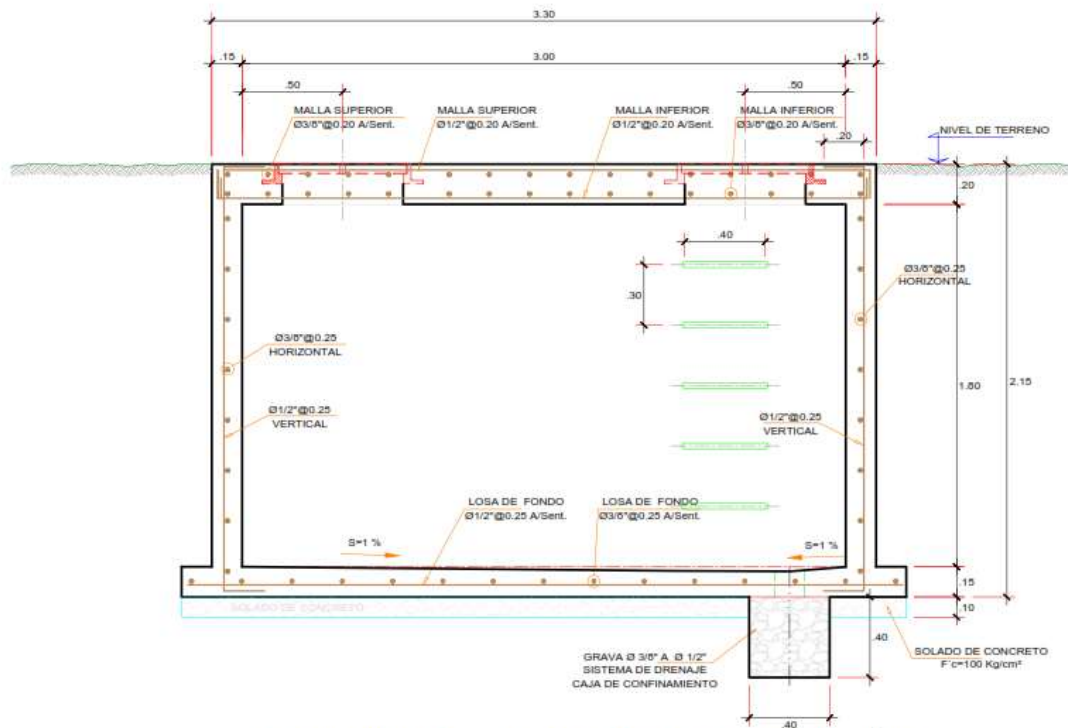 3.30
.15
3.00
.15
.50
.50
MALLA SUPERIOR
Ø3/8"@0.20 A/Sent.
MALLA SUPERIOR
Ø1/2"@0.20 A/Sent.
MALLA INFERIOR
Ø1/2"@0.20 A/Sent.
MALLA INFERIOR
Ø3/8"@0.20 A/Sent.
.20
NIVEL DE TERRENO
.20
.40
.30
Ø3/8"@0.25
HORIZONTAL
Ø3/8"@0.25
HORIZONTAL
1.80
2.15
Ø1/2"@0.25
VERTICAL
Ø1/2"@0.25
VERTICAL
LOSA DE FONDO
Ø1/2"@0.25 A/Sent.
LOSA DE FONDO
Ø3/8"@0.25 A/Sent.
S=1 %
S=1 %
.15
.10
SOLADO DE CONCRETO
.40
GRAVA Ø 3/8" A Ø 1/2"
SISTEMA DE DRENAJE
CAJA DE CONFINAMIENTO
SOLADO DE CONCRETO
F´c=100 Kg/cm²
.40